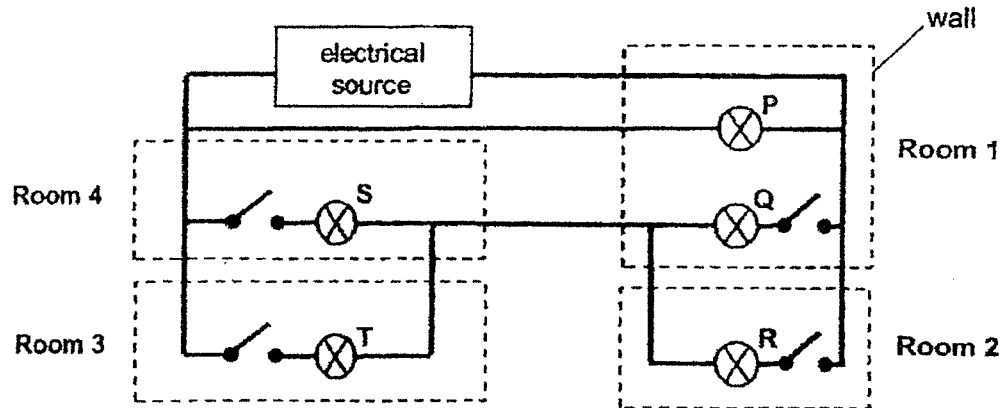 wall
electrical
source
P
Room 1
Room 4
S
Q
Room 3
T
R
Room 2